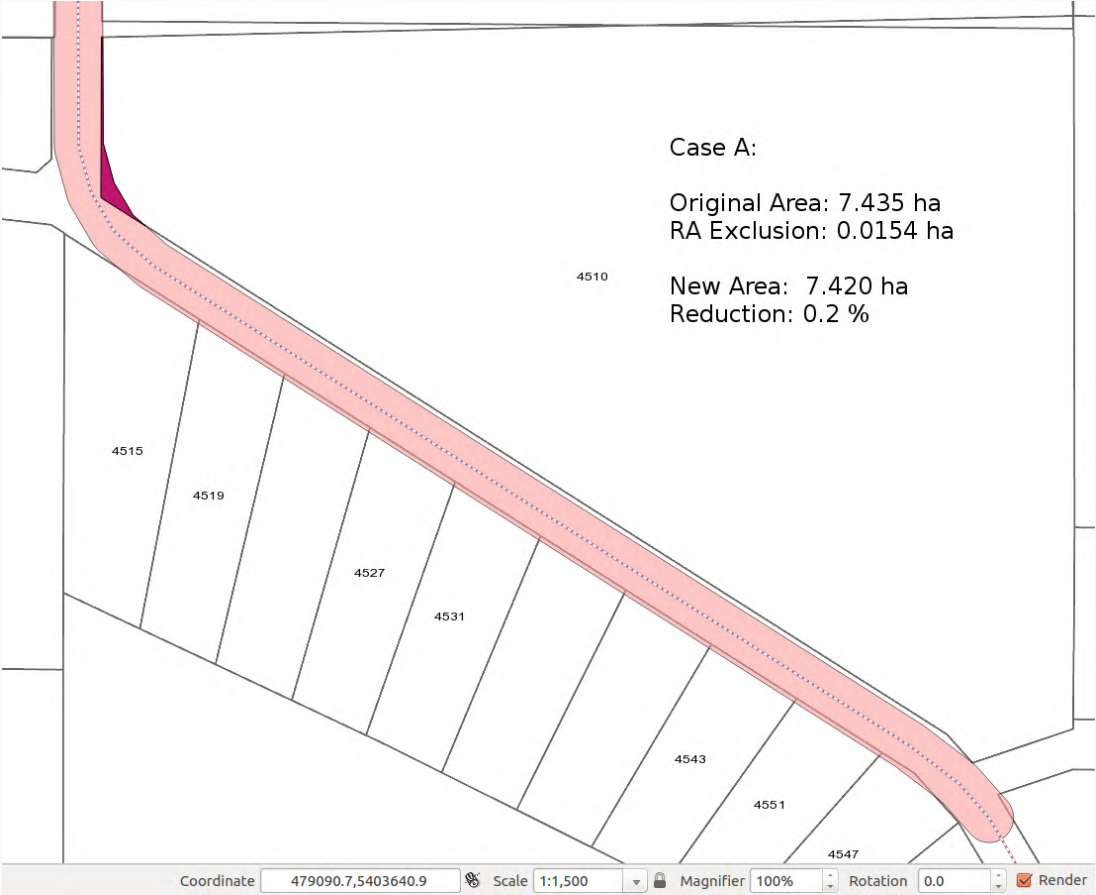 Case A:
Original Area: 7.435 ha
RA Exclusion: 0.0154 ha
New Area:  7.420 ha
Reduction: 0.2 %
4510
4515
4519
4527
4531
4543
4551
4547
Coordinate 479090.7,5403640.9 Scale 1:1,500 Magnifier 100% Rotation 0.0 Render